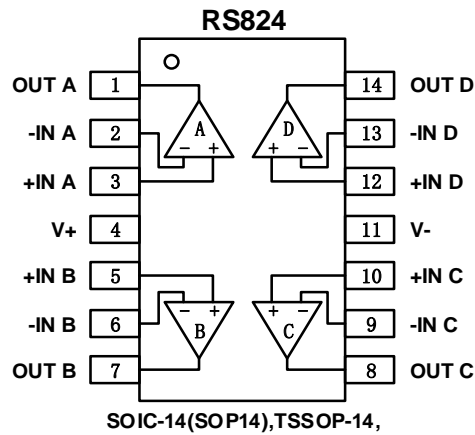 RS824
OUT A 1 14 OUT D
-IN A 2 A D 13 -IN D
- + + -
+IN A 3 12 +IN D
V+ 4 11 V-
+IN B 5 10 +IN C
- + + -
-IN B 6 B C 9 -IN C
OUT B 7 8 OUT C
SOIC-14(SOP14),TSSOP-14,